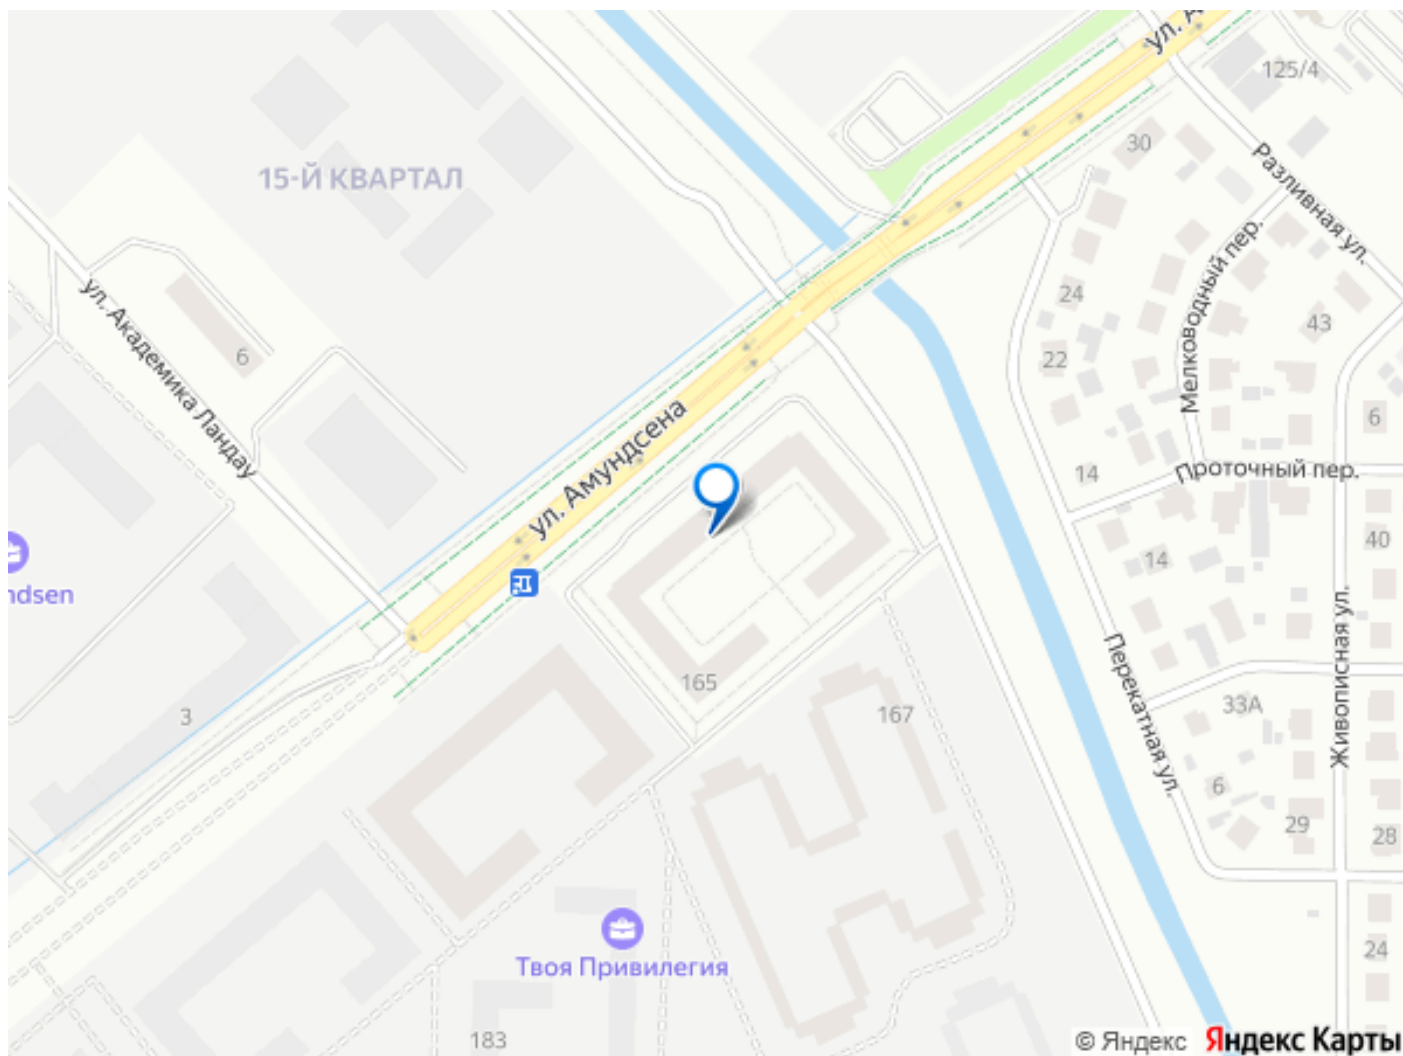 ул. А
125/4
30
Разливная ул.
15-Й КВАРТАЛ
Мелководный пер.
24
43
ул. Академика Ландау
6
22
ул. Амундсена
6
14
Проточный пер.
40
ndsen
14
Живописная ул.
Перекатная ул.
165
167
33А
3
6
29
28
Твоя Привилегия
24
183
© Яндекс Яндекс Карты